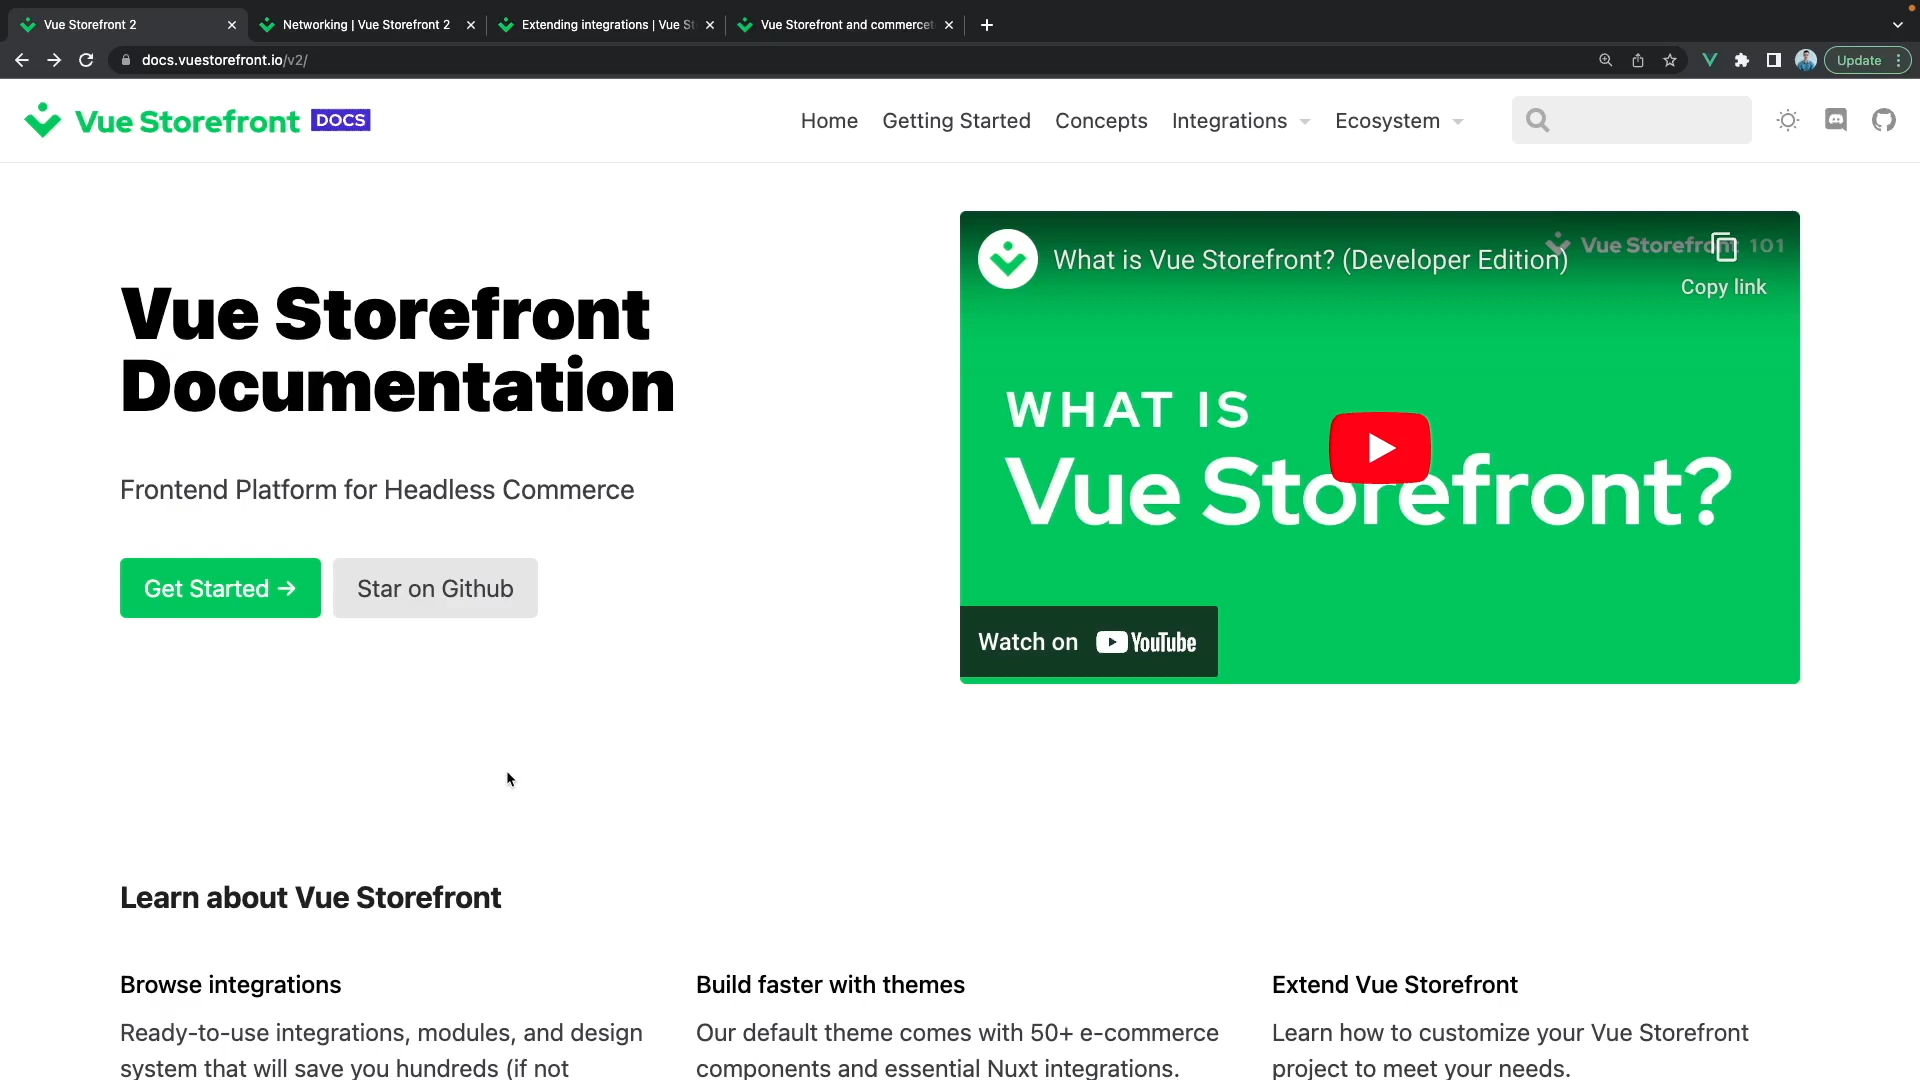 Vue Storefront 2
Networking | Vue Storefront 2
Extending integrations | Vue St
Vue Storefront and commercet
docs.vuestorefront.io/v2/
Update
Vue Storefront DOCS
Home
Getting Started
Concepts
Integrations
Ecosystem
Vue Storefront
Documentation
Frontend Platform for Headless Commerce
Get Started →
Star on Github
What is Vue Storefront? (Developer Edition)
Vue Storefront 101
Copy link
WHAT IS
Vue Storefront?
Watch on YouTube
Learn about Vue Storefront
Browse integrations
Ready-to-use integrations, modules, and design
system that will save you hundreds (if not
Build faster with themes
Our default theme comes with 50+ e-commerce
components and essential Nuxt integrations.
Extend Vue Storefront
Learn how to customize your Vue Storefront
project to meet your needs.